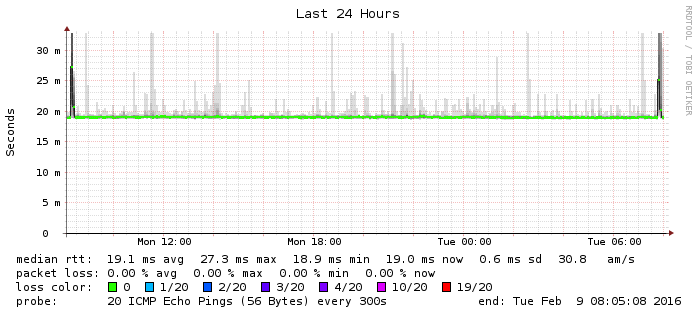 Last 24 Hours
RRDTOOL / TOBI OETIKER
Seconds
30 m
25 m
20 m
15 m
10 m
5 m
0
Mon 12:00 Mon 18:00 Tue 00:00 Tue 06:00
median rtt: 19.1 ms avg 27.3 ms max 18.9 ms min 19.0 ms now 0.6 ms sd 30.8 am/s
packet loss: 0.00 % avg 0.00 % max 0.00 % min 0.00 % now
loss color: 0 1/20 2/20 3/20 4/20 10/20 19/20
probe: 20 ICMP Echo Pings (56 Bytes) every 300s end: Tue Feb 9 08:05:08 2016